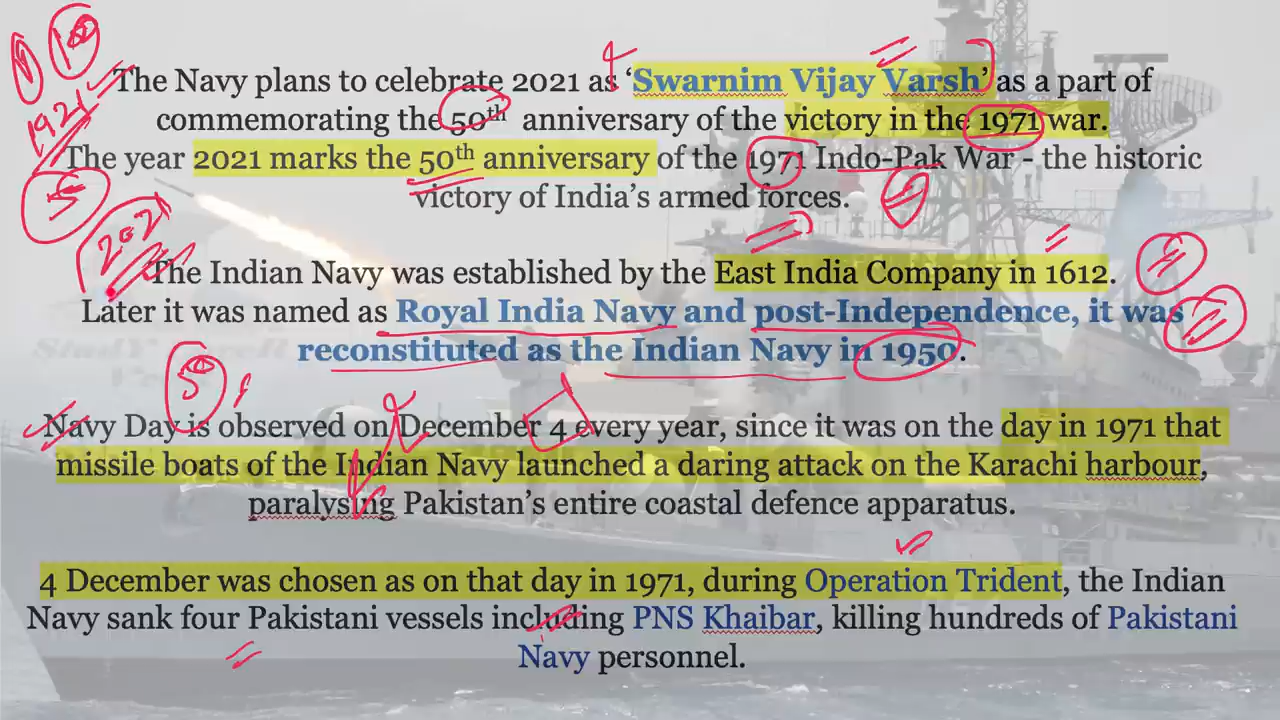 The Navy plans to celebrate 2021 as ‘Swarnim Vijay Varsh’ as a part of
commemorating the 50th anniversary of the victory in the 1971 war.
The year 2021 marks the 50th anniversary of the 1971 Indo-Pak War - the historic
victory of India’s armed forces.
The Indian Navy was established by the East India Company in 1612.
Later it was named as Royal India Navy and post-Independence, it was
reconstituted as the Indian Navy in 1950.
Navy Day is observed on December 4 every year, since it was on the day in 1971 that
missile boats of the Indian Navy launched a daring attack on the Karachi harbour,
paralysing Pakistan’s entire coastal defence apparatus.
4 December was chosen as on that day in 1971, during Operation Trident, the Indian
Navy sank four Pakistani vessels including PNS Khaibar, killing hundreds of Pakistani
Navy personnel.
100
1921
2021
50